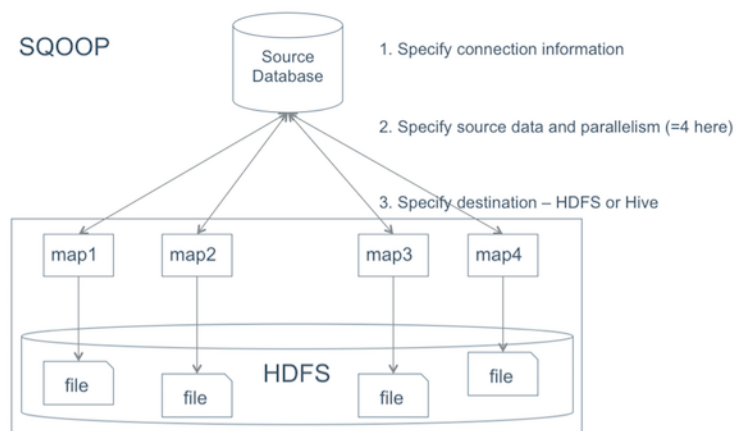 SQOOP
Source
Database
1. Specify connection information
2. Specify source data and parallelism (=4 here)
3. Specify destination – HDFS or Hive
map1
map2
map3
map4
HDFS
file
file
file
file